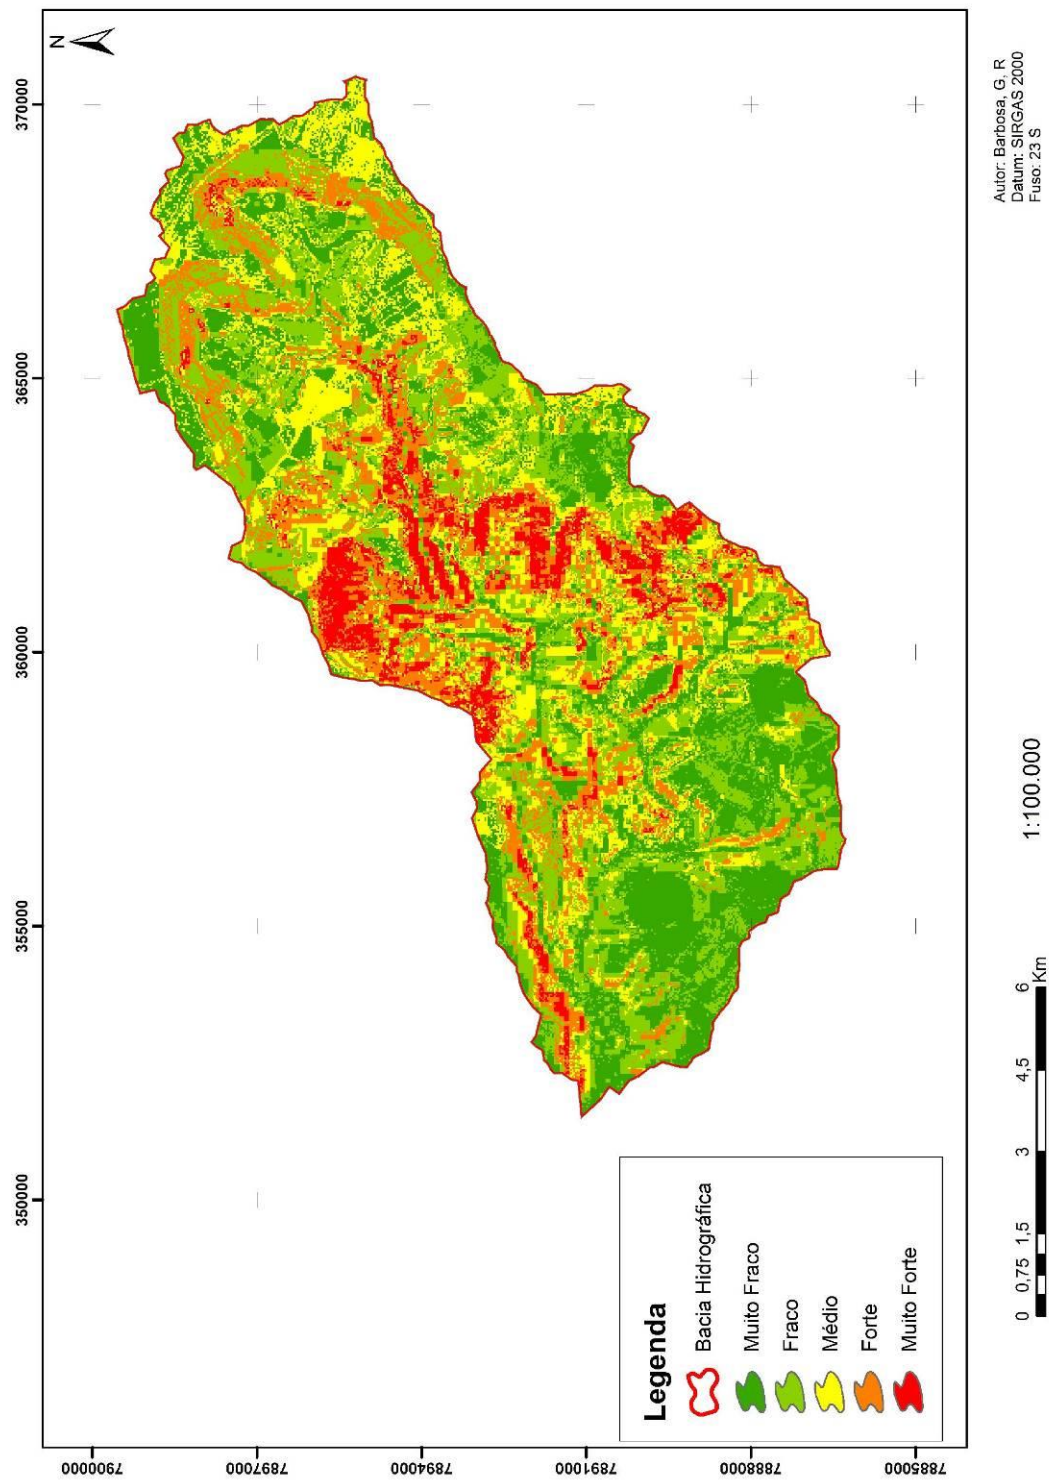 350000
355000
360000
365000
370000
N
7900000
7897000
7894000
7891000
7888000
7885000
Legenda
Bacia Hidrográfica
Muito Fraco
Fraco
Médio
Forte
Muito Forte
0 0,75 1,5 3 4,5 6
Km
1:100.000
Autor: Barbosa, G, R
Datum: SIRGAS 2000
Fuso: 23 S